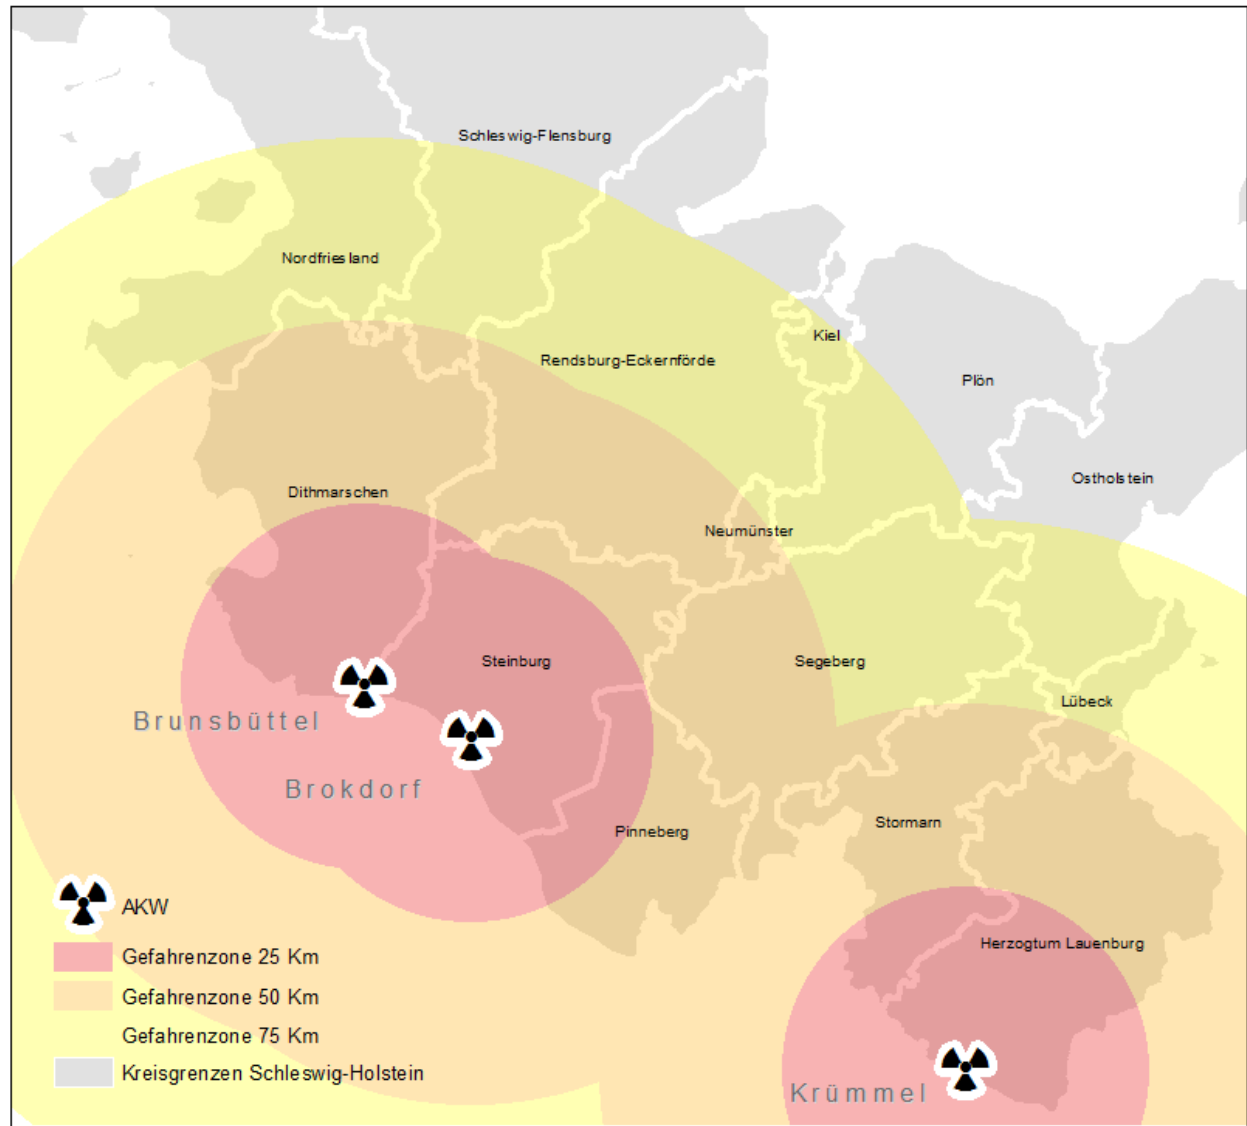 Schleswig-Flensburg
Nordfriesland
Kiel
Rendsburg-Eckernförde
Plön
Ostholstein
Dithmarschen
Neumünster
Steinburg
Segeberg
Lübeck
Brunsbüttel
Brokdorf
Stormarn
Pinneberg
AKW
Herzogtum Lauenburg
Gefahrenzone 25 Km
Gefahrenzone 50 Km
Gefahrenzone 75 Km
Kreisgrenzen Schleswig-Holstein
Krümmel